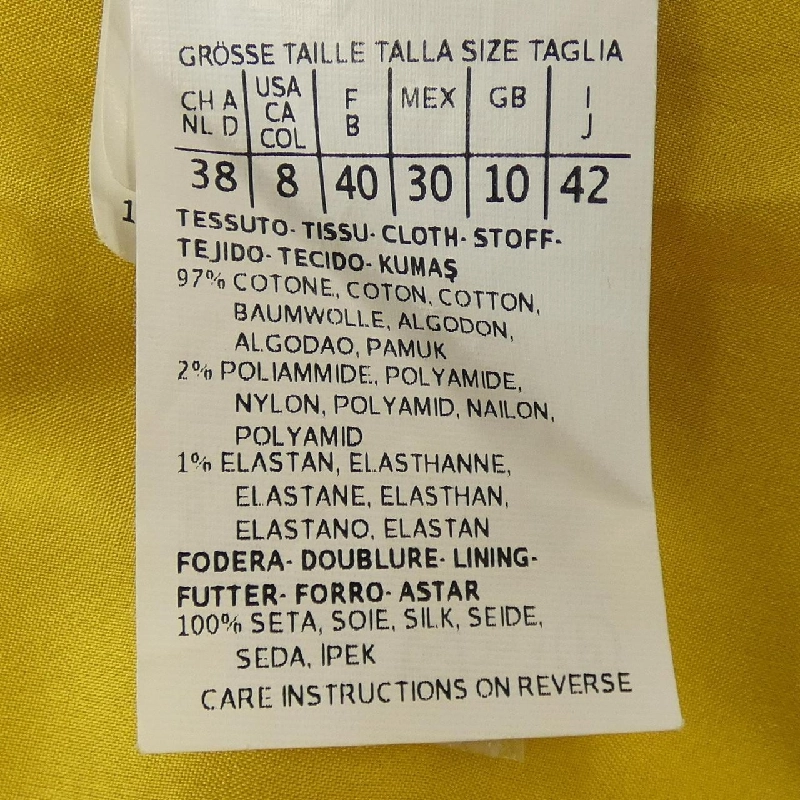 GRÖSSE TAILLE TALLA SIZE TAGLIA
CH A NL D | USA CA COL | F B | MEX | GB | I J
38 | 8 | 40 | 30 | 10 | 42
TESSUTO- TISSU- CLOTH- STOFF-
TEJIDO- TECIDO- KUMAŞ
97% COTONE, COTON, COTTON,
BAUMWOLLE, ALGODON,
ALGODAO, PAMUK
2% POLIAMMIDE, POLYAMIDE,
NYLON, POLYAMID, NAILON,
POLYAMID
1% ELASTAN, ELASTHANNE,
ELASTANE, ELASTHAN,
ELASTANO, ELASTAN
FODERA- DOUBLURE- LINING-
FUTTER- FORRO- ASTAR
100% SETA, SOIE, SILK, SEIDE,
SEDA, İPEK
CARE INSTRUCTIONS ON REVERSE
1